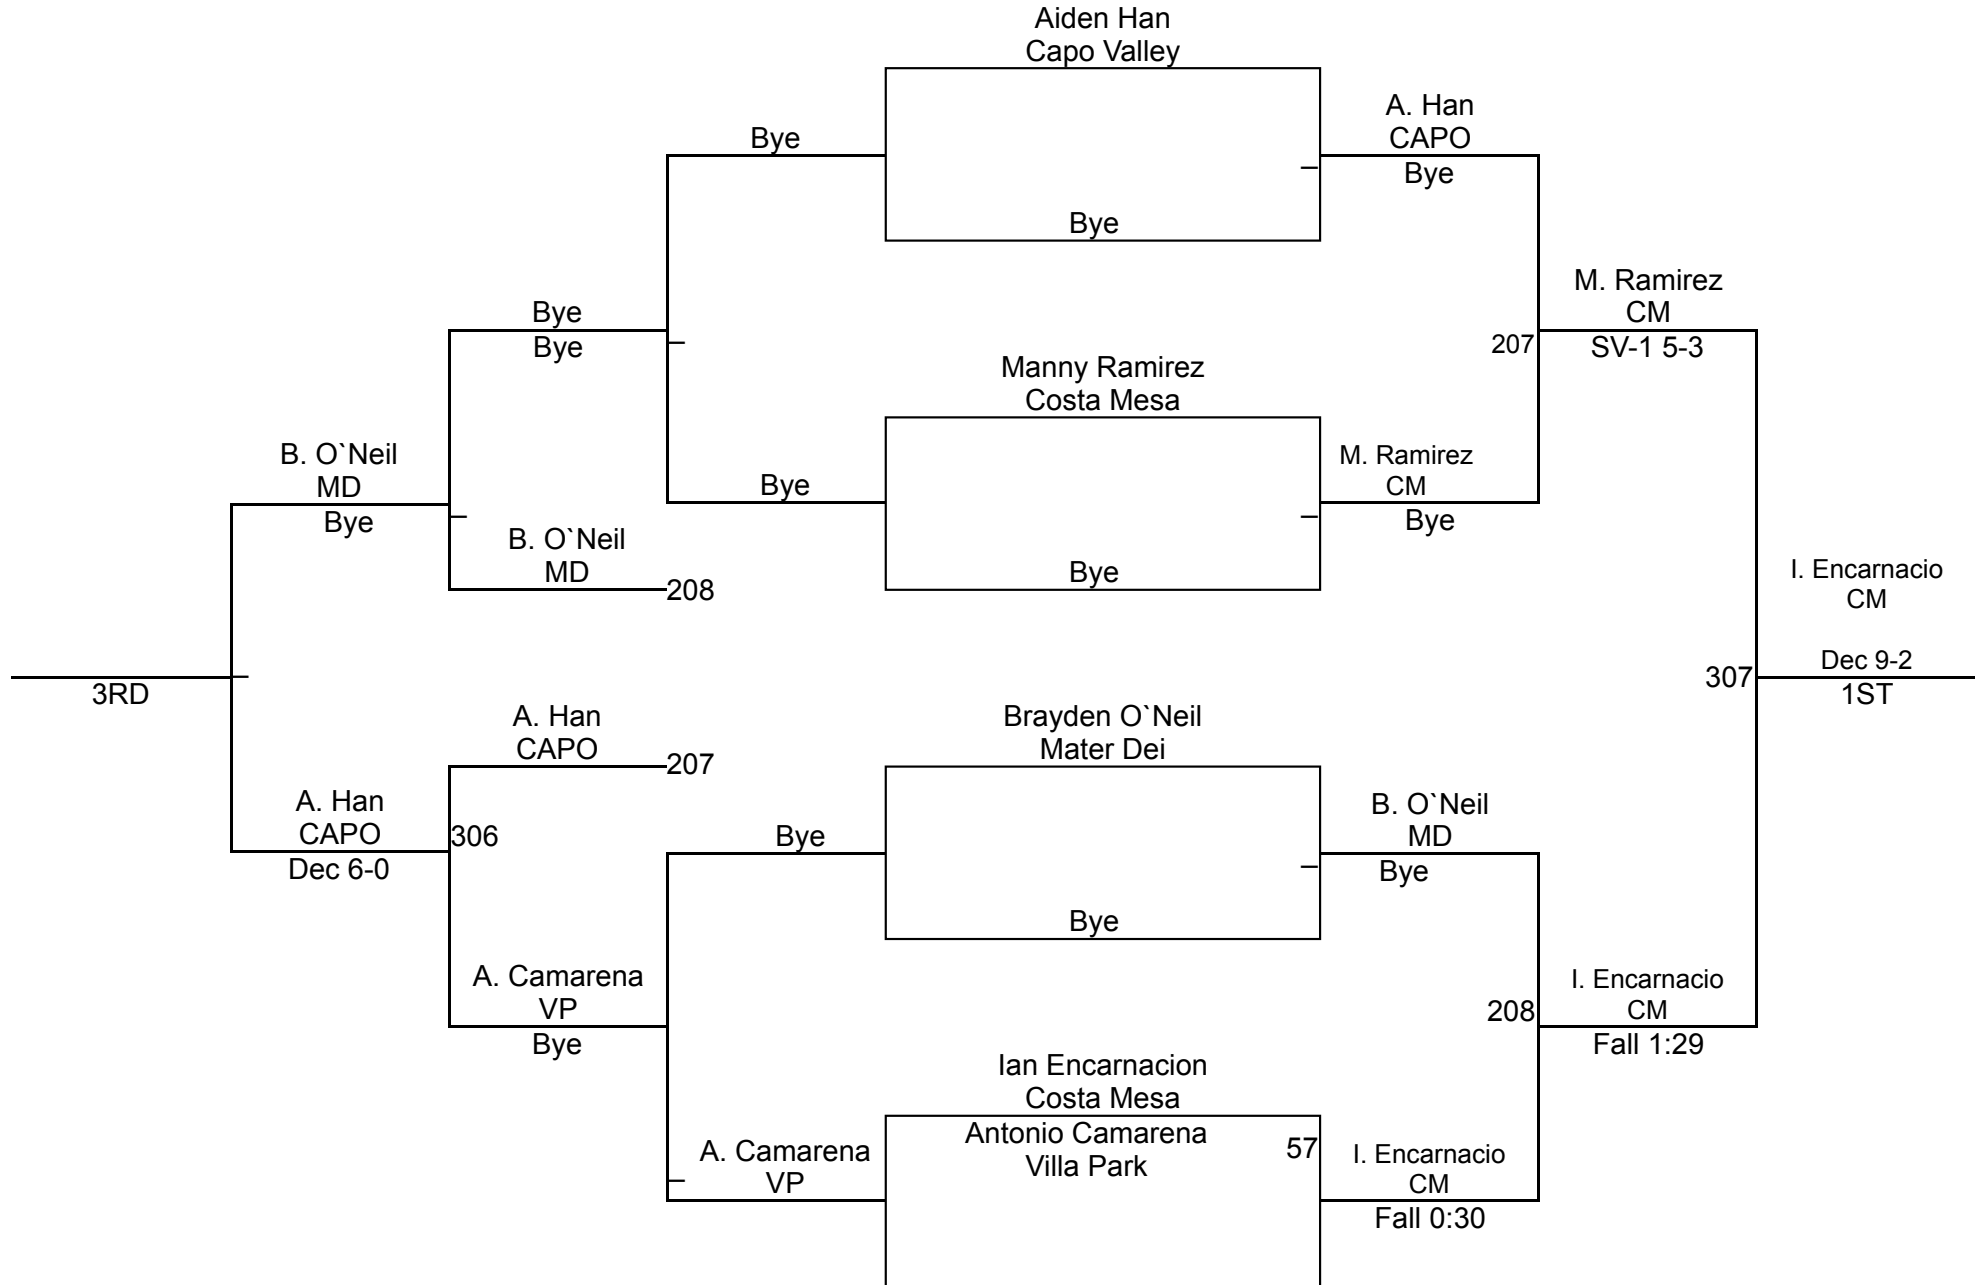 Aiden Han
Capo Valley
A. Han
CAPO
Bye
Bye
Bye
M. Ramirez
CM
SV-1 5-3
Bye
Bye
207
Manny Ramirez
Costa Mesa
B. O`Neil
MD
Bye
M. Ramirez
CM
Bye
Bye
B. O`Neil
MD
208
Bye
I. Encarnacio
CM
Dec 9-2
1ST
307
3RD
A. Han
CAPO
207
Brayden O`Neil
Mater Dei
A. Han
CAPO
Dec 6-0
306
Bye
B. O`Neil
MD
Bye
Bye
A. Camarena
VP
Bye
208
I. Encarnacio
CM
Fall 1:29
Ian Encarnacion
Costa Mesa
Antonio Camarena
Villa Park
57
A. Camarena
VP
I. Encarnacio
CM
Fall 0:30